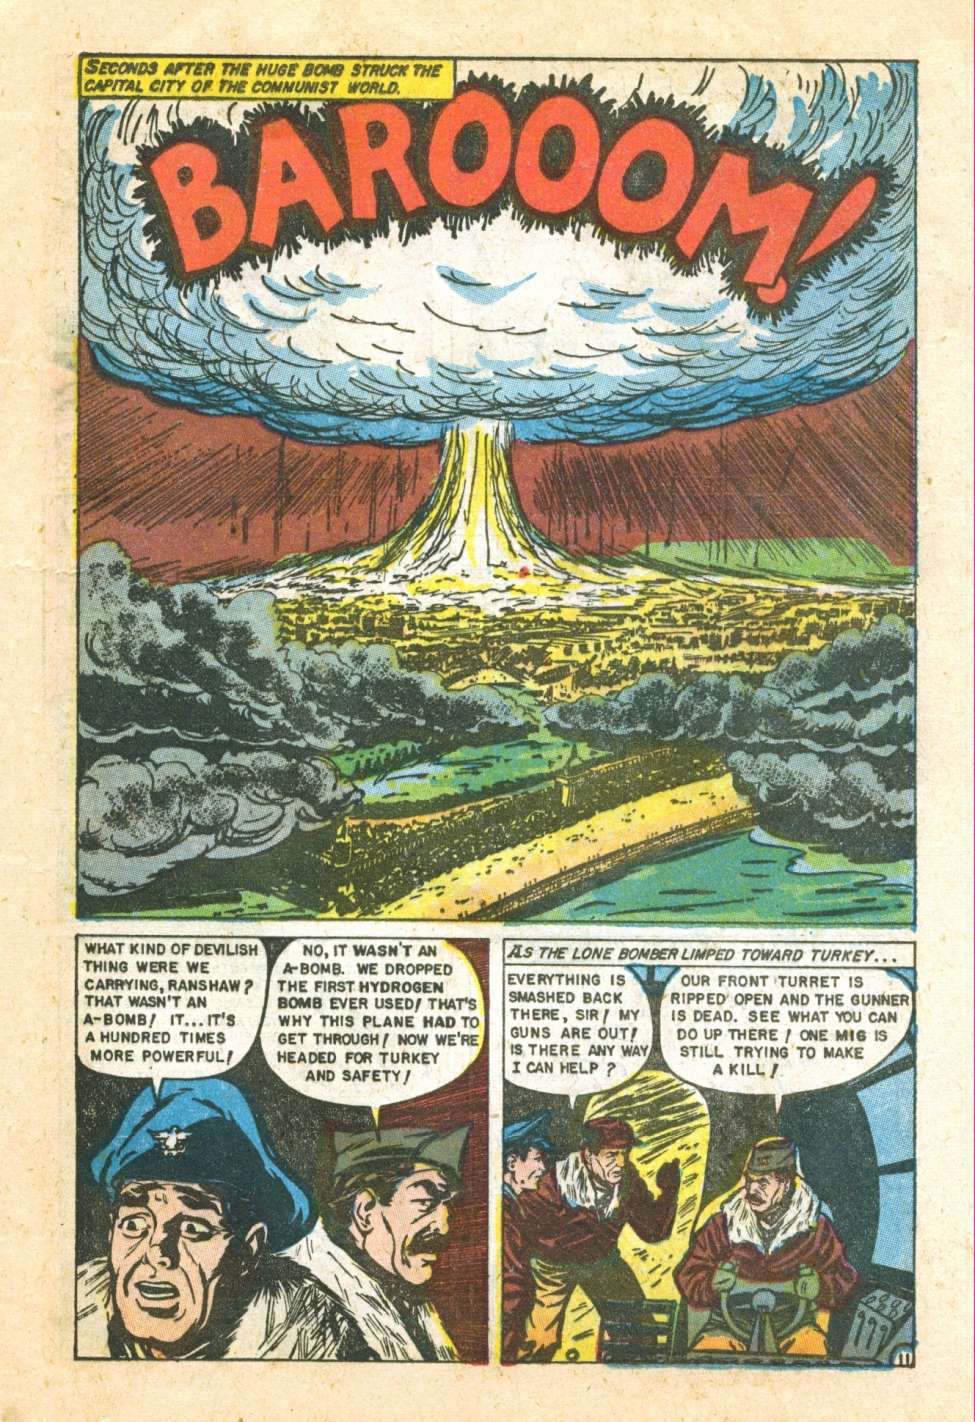 SECONDS AFTER THE HUGE BOMB STRUCK THE
CAPITAL CITY OF THE COMMUNIST WORLD.
BAROOOM!
WHAT KIND OF DEVILISH
THING WERE WE
CARRYING, RANSHAW?
THAT WASN'T AN
A-BOMB! IT... IT'S
A HUNDRED TIMES
MORE POWERFUL!
NO, IT WASN'T AN
A-BOMB. WE DROPPED
THE FIRST HYDROGEN
BOMB EVER USED! THAT'S
WHY THIS PLANE HAD TO
GET THROUGH! NOW WE'RE
HEADED FOR TURKEY
AND SAFETY!
AS THE LONE BOMBER LIMPED TOWARD TURKEY...
EVERYTHING IS
SMASHED BACK
THERE, SIR! MY
GUNS ARE OUT!
IS THERE ANY WAY
I CAN HELP?
OUR FRONT TURRET IS
RIPPED OPEN AND THE GUNNER
IS DEAD. SEE WHAT YOU CAN
DO UP THERE! ONE M16 IS
STILL TRYING TO MAKE
A KILL!
11